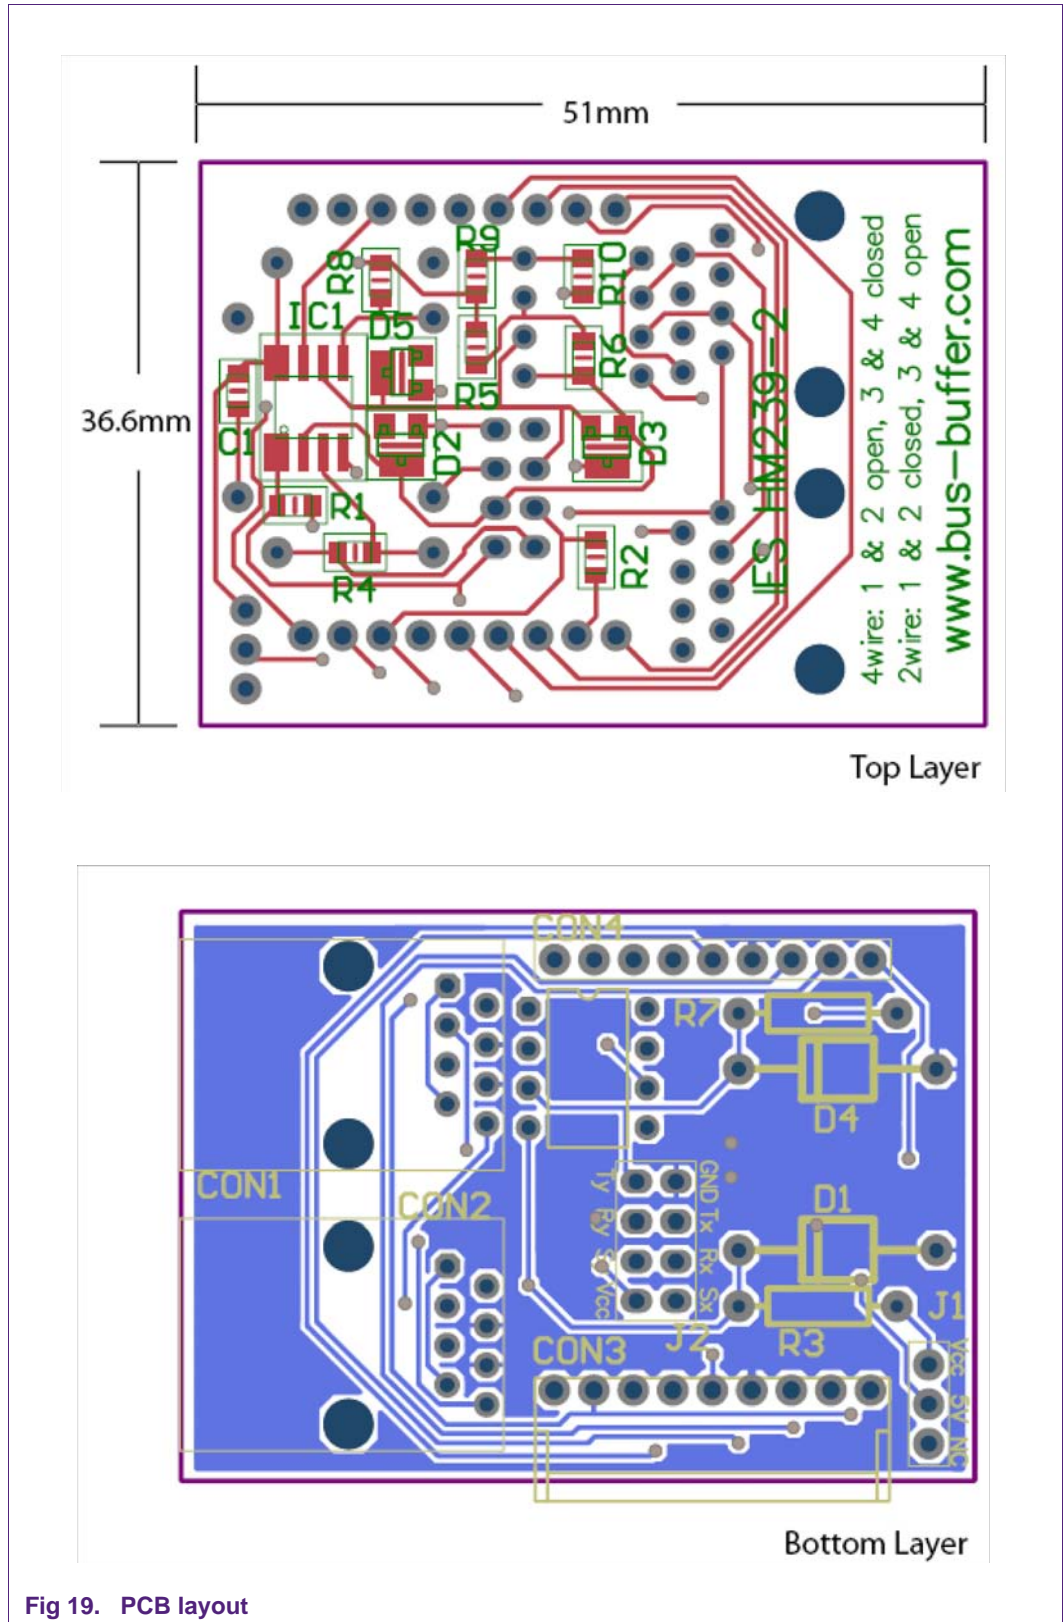 51mm
36.6mm
R9
R8
R10
IC1
D5
R6
R5
C1
D2
D3
R1
R2
R4
IES HM239-2
4wire: 1 & 2 open, 3 & 4 closed
2wire: 1 & 2 closed, 3 & 4 open
www.bus-buffer.com
Top Layer
CON4
R7
D4
CON1
CON2
Ty
Ry
Vcc
GND
Tx
Rx
Sx
D1
J1
J2
R3
CON3
Vcc
5V
NC
Bottom Layer
Fig 19. PCB layout